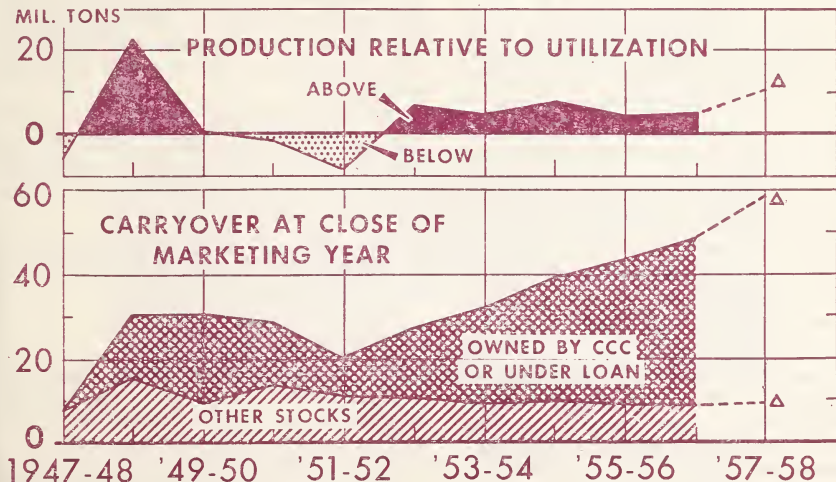 MIL. TONS
20
PRODUCTION RELATIVE TO UTILIZATION
ABOVE
0
BELOW
60
CARRYOVER AT CLOSE OF
MARKETING YEAR
40
OWNED BY CCC
OR UNDER LOAN
20
OTHER STOCKS
0
1947-48 '49-50 '51-52 '53-54 '55-56 '57-58